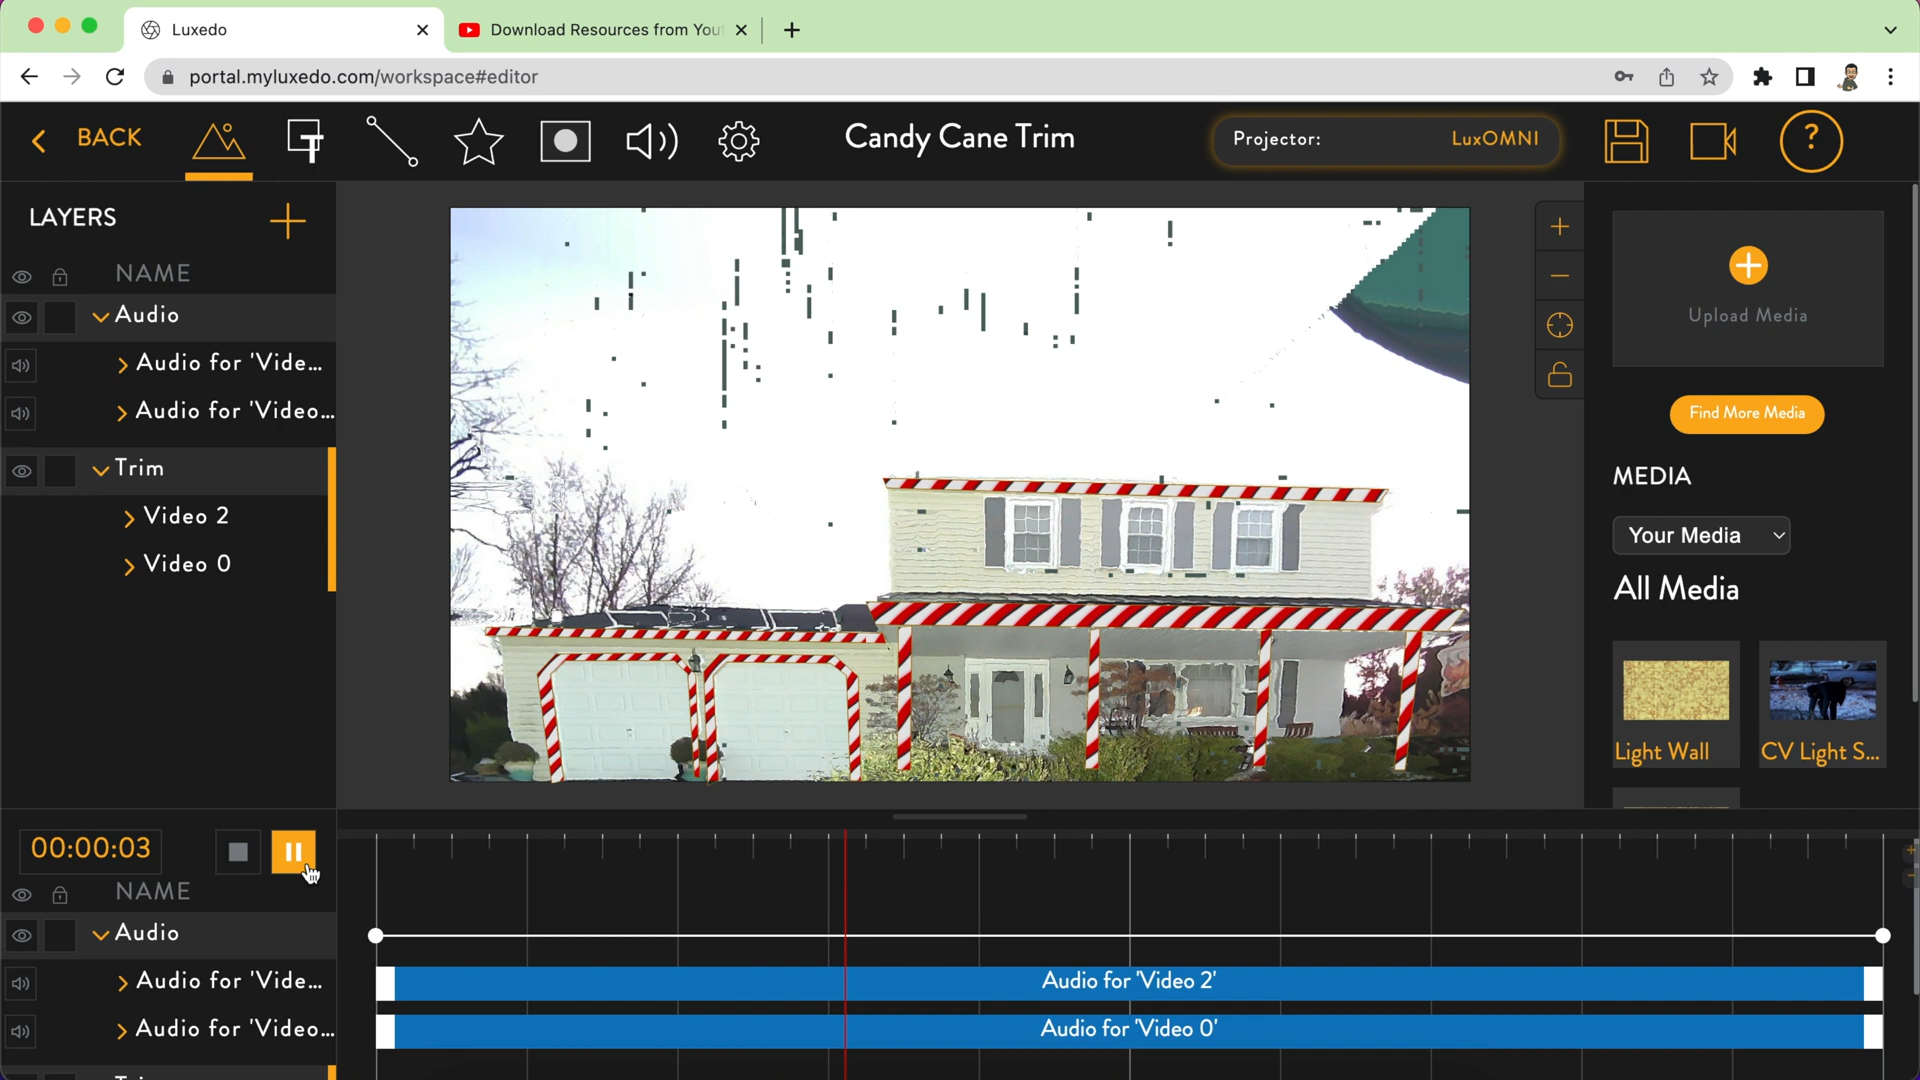 Luxedo
Download Resources from You
portal.myluxedo.com/workspace#editor
BACK
T
Candy Cane Trim
Projector: LuxOMNI
?
LAYERS
NAME
Audio
Audio for 'Vide...
Audio for 'Video...
Trim
Video 2
Video 0
Upload Media
Find More Media
MEDIA
Your Media
All Media
Light Wall
CV Light S...
00:00:03
NAME
Audio
Audio for 'Vide...
Audio for 'Video 2'
Audio for 'Video...
Audio for 'Video 0'